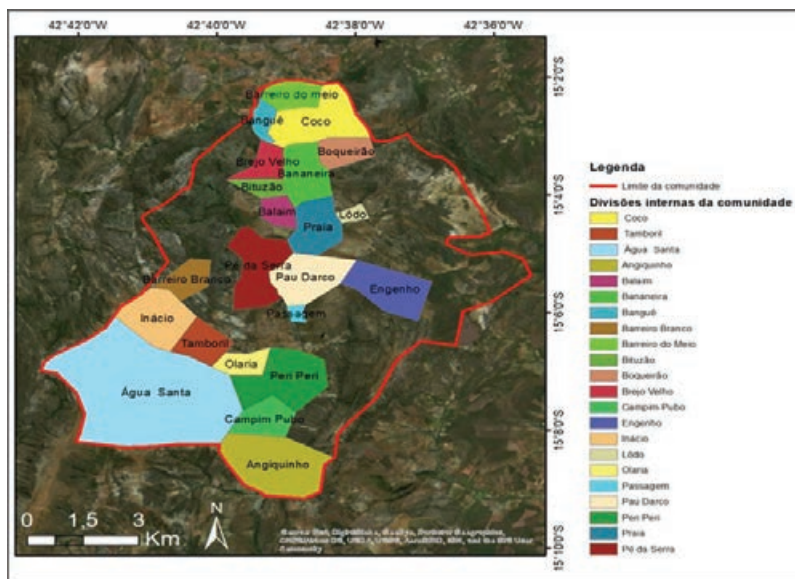 42°42'0"W 42°40'0"W 42°38'0"W 42°36'0"W
15°2'0"S
15°4'0"S
15°6'0"S
15°8'0"S
15°10'0"S
Barreiro do meio
Banguê
Coco
Boqueirão
Brejo Velho
Bananeira
Bituzão
Balaim
Lôdo
Praia
Pé da Serra
Barreiro Branco
Pau Darco
Engenho
Passagem
Inácio
Tamboril
Olaria
Peri Peri
Água Santa
Campim Pubo
Angiquinho
0 1,5 3
Km
N
Legenda
Limite da comunidade
Divisões internas da comunidade
Coco
Tamboril
Água Santa
Angiquinho
Balaim
Bananeira
Banguê
Barreiro Branco
Barreiro do Meio
Bituzão
Boqueirão
Brejo Velho
Campim Pubo
Engenho
Inácio
Lôdo
Olaria
Passagem
Pau Darco
Peri Peri
Praia
Pé da Serra